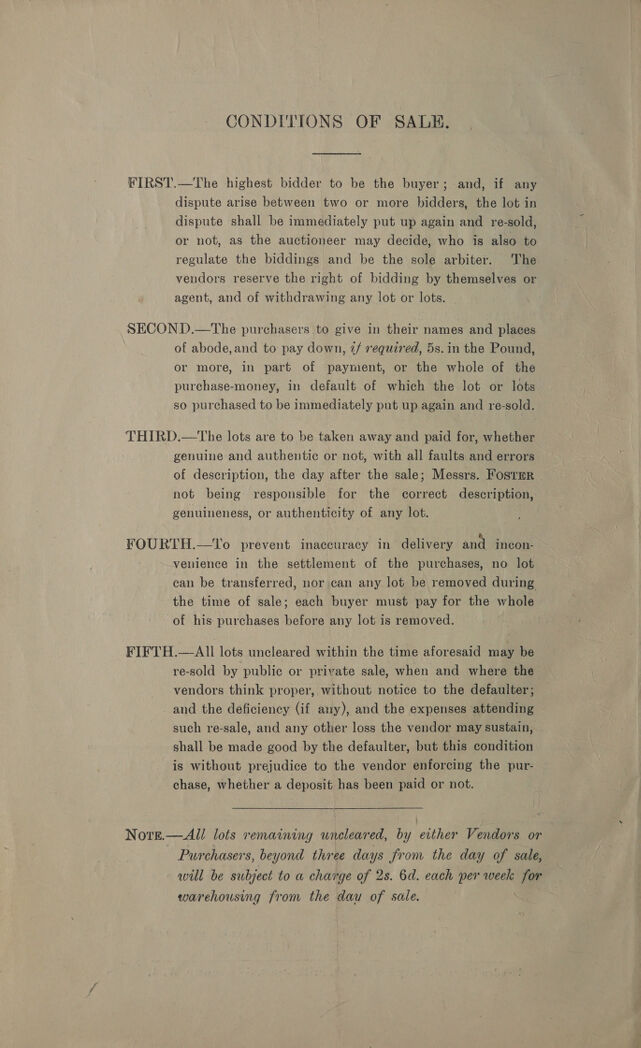 CONDITIONS OF SALE.
FIRST.—The highest bidder to be the buyer; and, if any
dispute arise between two or more bidders, the lot in
dispute shall be immediately put up again and re-sold,
or not, as the auctioneer may decide, who is also to
regulate the biddings and be the sole arbiter. The
vendors reserve the right of bidding by themselves or
agent, and of withdrawing any lot or lots.
SECOND.—The purchasers to give in their names and places
of abode, and to pay down, if required, 5s. in the Pound,
or more, in part of payment, or the whole of the
purchase-money, in default of which the lot or lots
so purchased to be immediately put up again and re-sold.
THIRD.—The lots are to be taken away and paid for, whether
genuine and authentic or not, with all faults and errors
of description, the day after the sale; Messrs. FOSTER
not being responsible for the correct description,
genuineness, or authenticity of any lot.
FOURTH.—To prevent inaccuracy in delivery and incon-
venience in the settlement of the purchases, no lot
can be transferred, nor can any lot be removed during
the time of sale; each buyer must pay for the whole
of his purchases before any lot is removed.
FIFTH.—All lots uncleared within the time aforesaid may be
re-sold by public or private sale, when and where the
vendors think proper, without notice to the defaulter;
and the deficiency (if any), and the expenses attending
such re-sale, and any other loss the vendor may sustain,
shall be made good by the defaulter, but this condition
is without prejudice to the vendor enforcing the pur-
chase, whether a deposit has been paid or not.
NOTE.—All lots remaining uncleared, by either Vendors or
Purchasers, beyond three days from the day of sale,
will be subject to a charge of 2s. 6d. each per week for
warehousing from the day of sale.